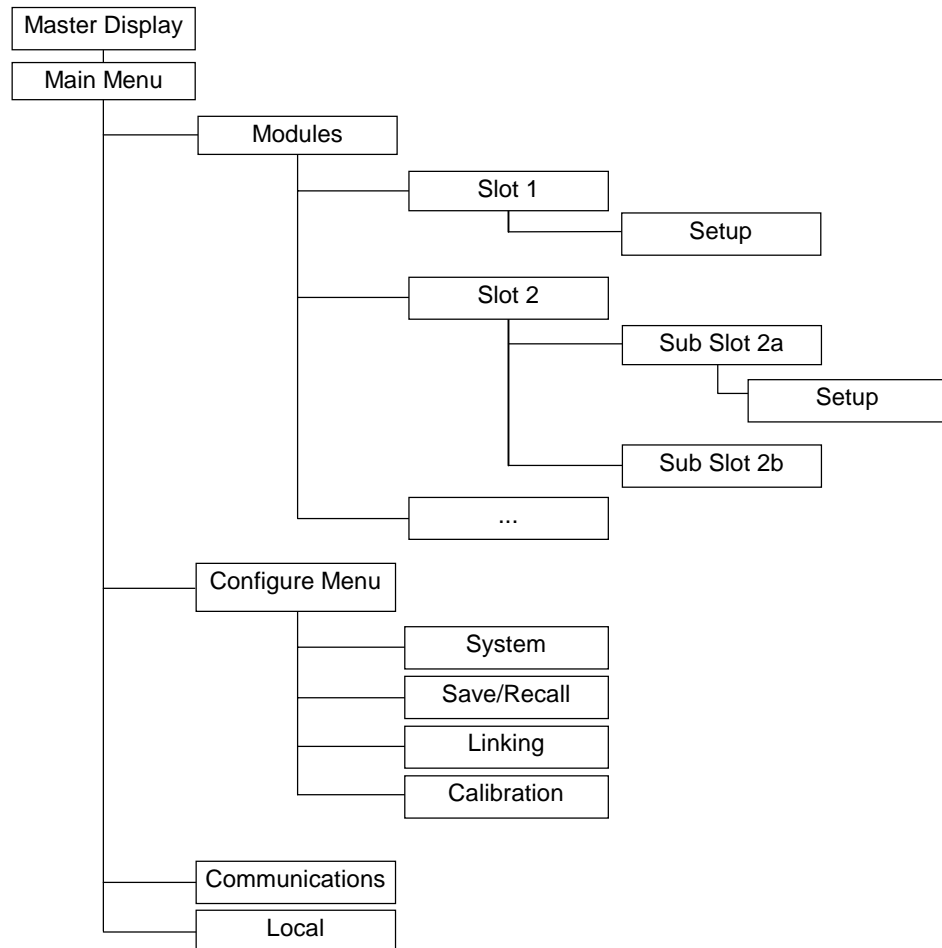 Master Display
Main Menu
Modules
Slot 1
Setup
Slot 2
Sub Slot 2a
Setup
Sub Slot 2b
...
Configure Menu
System
Save/Recall
Linking
Calibration
Communications
Local